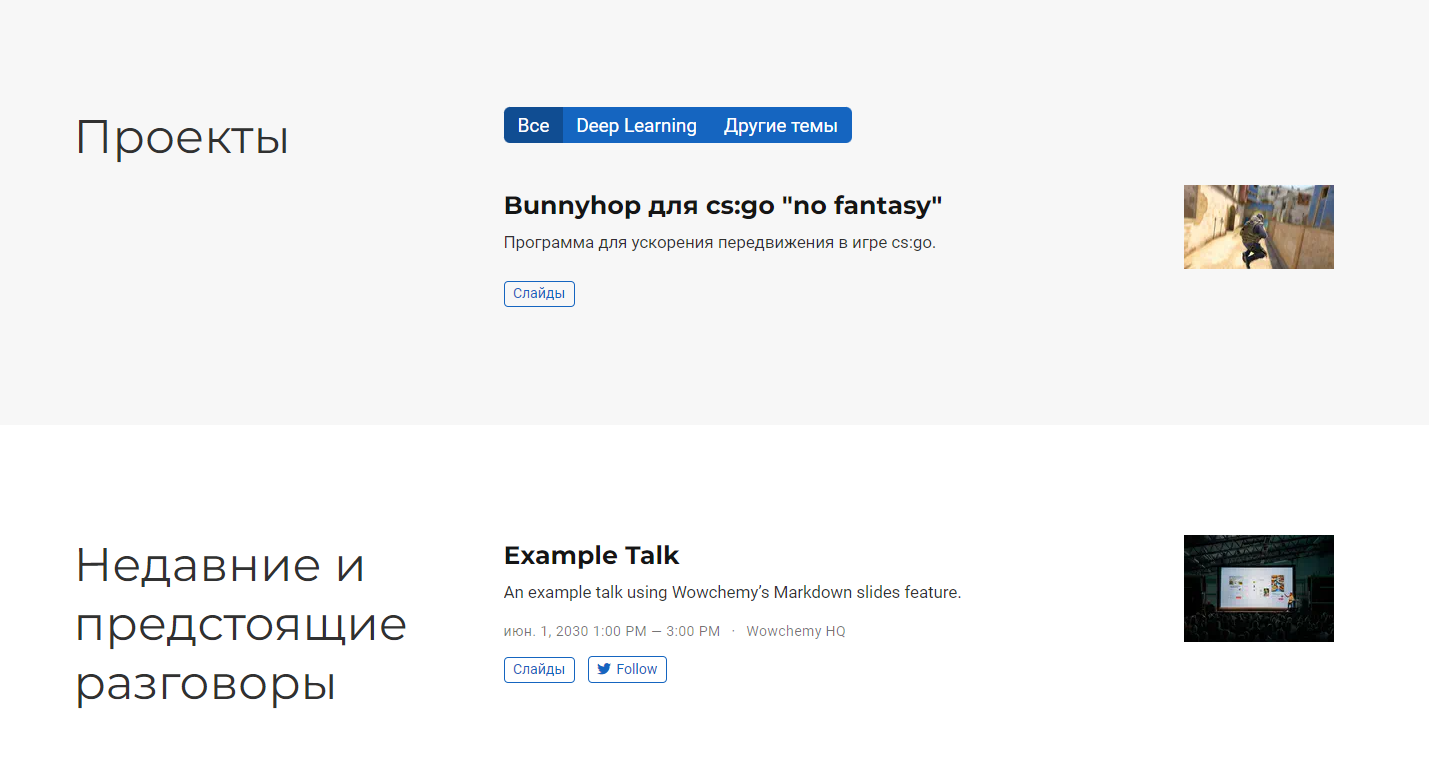 Проекты
Все Deep Learning Другие темы
Bunnyhop для cs:go "no fantasy"
Программа для ускорения передвижения в игре cs:go.
Слайды
Недавние и
предстоящие
разговоры
Example Talk
An example talk using Wowchemy’s Markdown slides feature.
июн. 1, 2030 1:00 PM — 3:00 PM · Wowchemy HQ
Слайды Follow